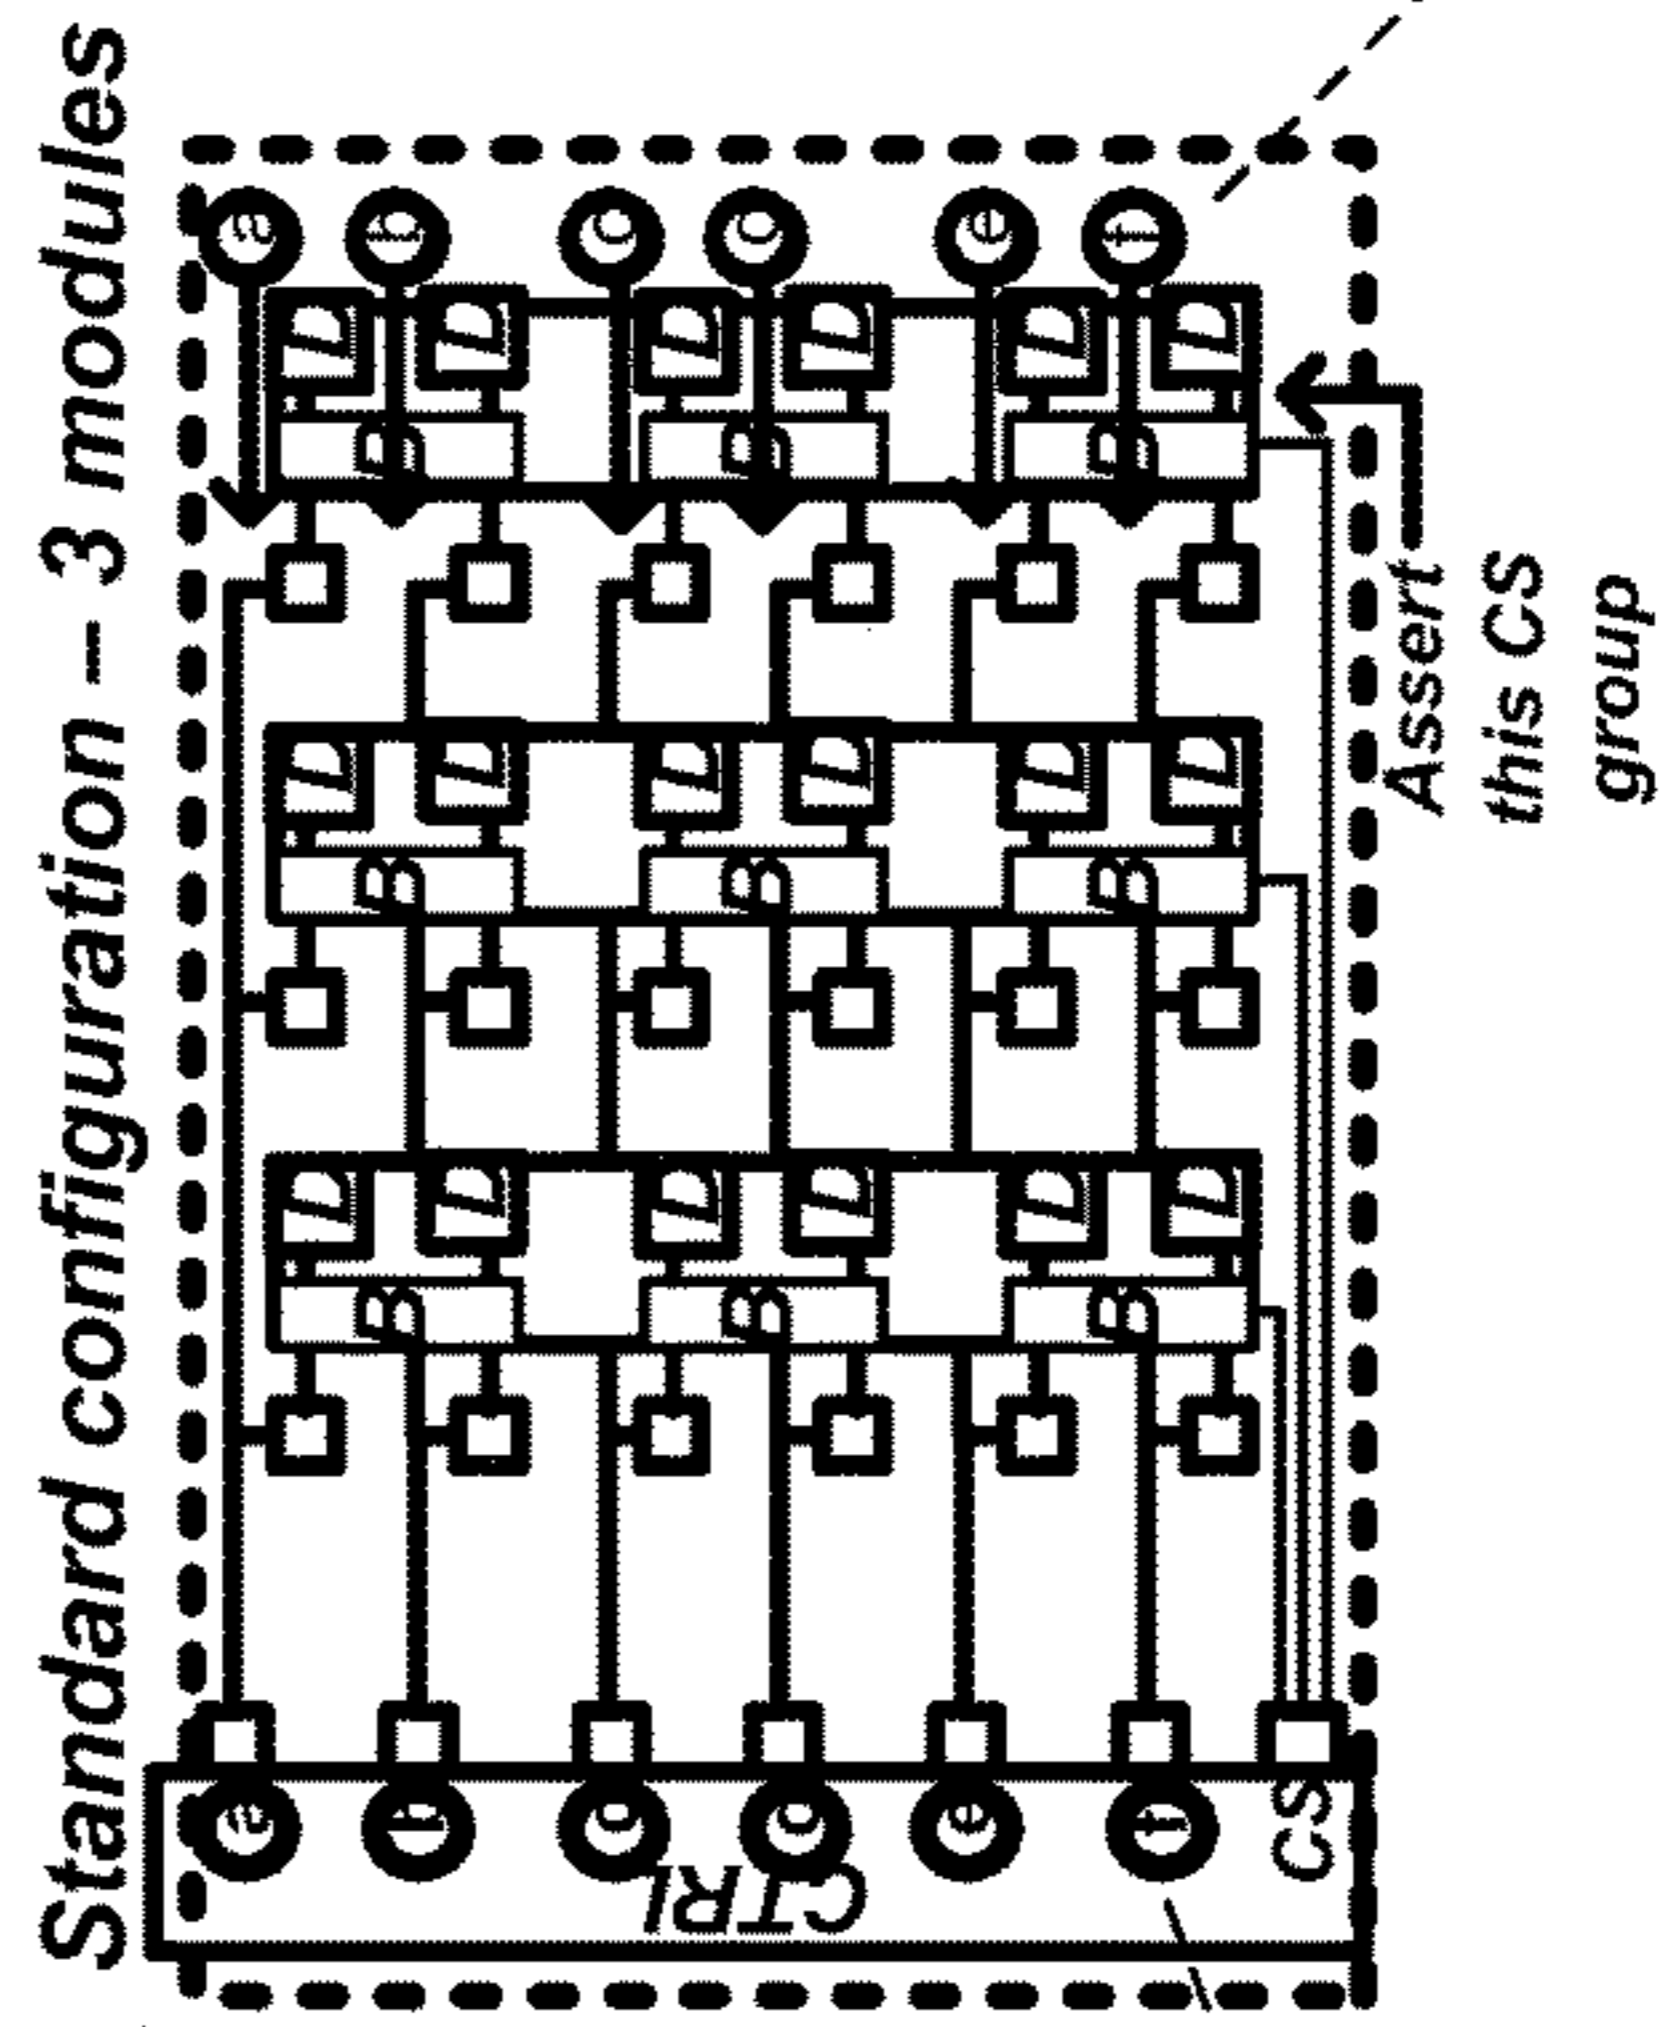 Standard configuration – 3 modules
a b c c e f
D D D D D D
B B B
D D D D D D
B B B
D D D D D D
B B B
a c c e f
CS
CTRL
Assert
this CS
group